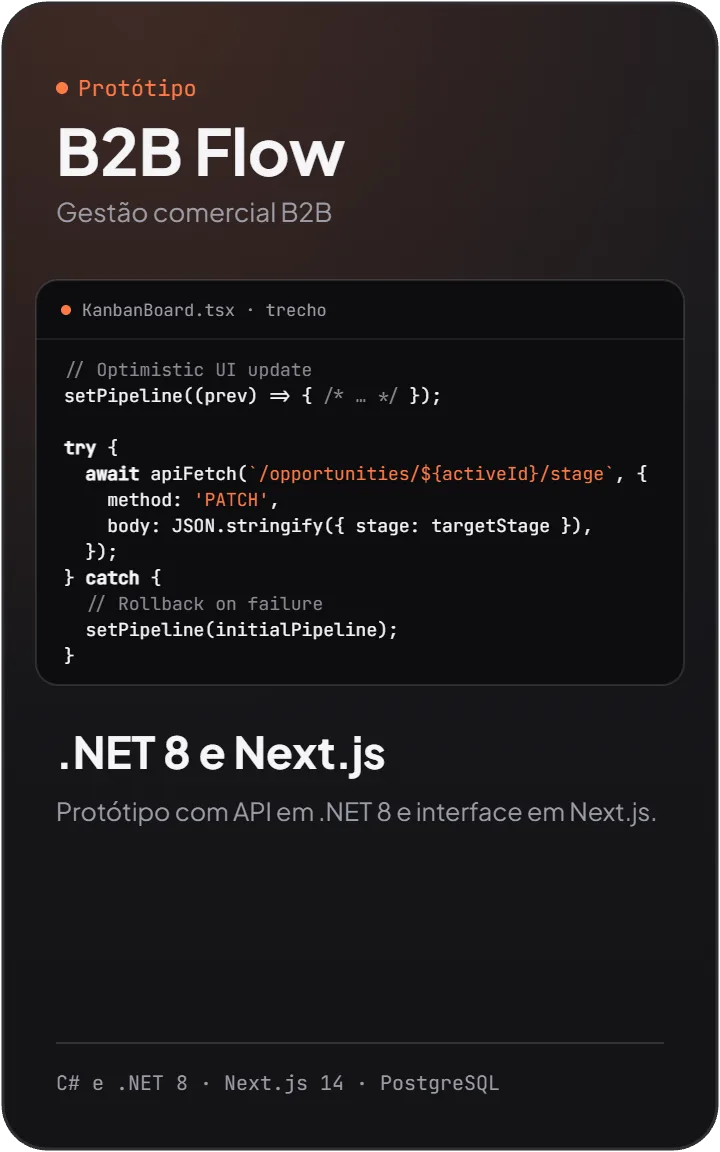 Protótipo
B2B Flow
Gestão comercial B2B
KanbanBoard.tsx · trecho
// Optimistic UI update
setPipeline((prev) => { /* … */ });
try {
  await apiFetch(`/opportunities/${activeId}/stage`, {
    method: 'PATCH',
    body: JSON.stringify({ stage: targetStage }),
  });
} catch {
  // Rollback on failure
  setPipeline(initialPipeline);
}
.NET 8 e Next.js
Protótipo com API em .NET 8 e interface em Next.js.
C# e .NET 8 · Next.js 14 · PostgreSQL